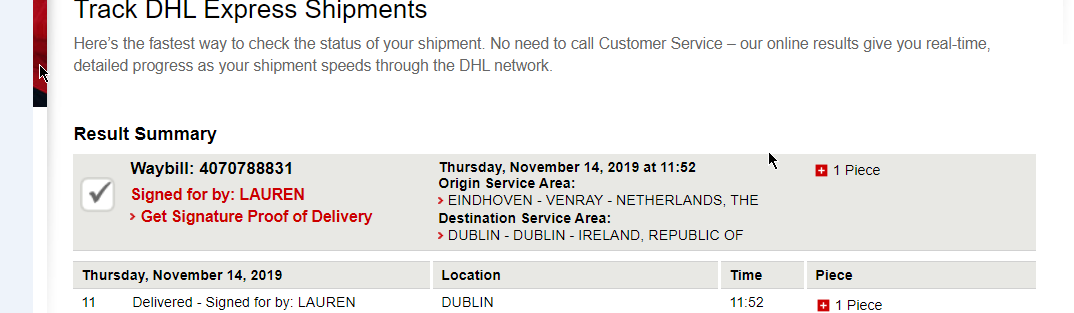 Track DHL Express Shipments
Here's the fastest way to check the status of your shipment. No need to call Customer Service – our online results give you real-time,
detailed progress as your shipment speeds through the DHL network.
Result Summary
Waybill: 4070788831
Signed for by: LAUREN
› Get Signature Proof of Delivery
Thursday, November 14, 2019 at 11:52
Origin Service Area:
› EINDHOVEN - VENRAY - NETHERLANDS, THE
Destination Service Area:
› DUBLIN - DUBLIN - IRELAND, REPUBLIC OF
1 Piece
Thursday, November 14, 2019 Location Time Piece
11 Delivered - Signed for by: LAUREN DUBLIN 11:52 1 Piece